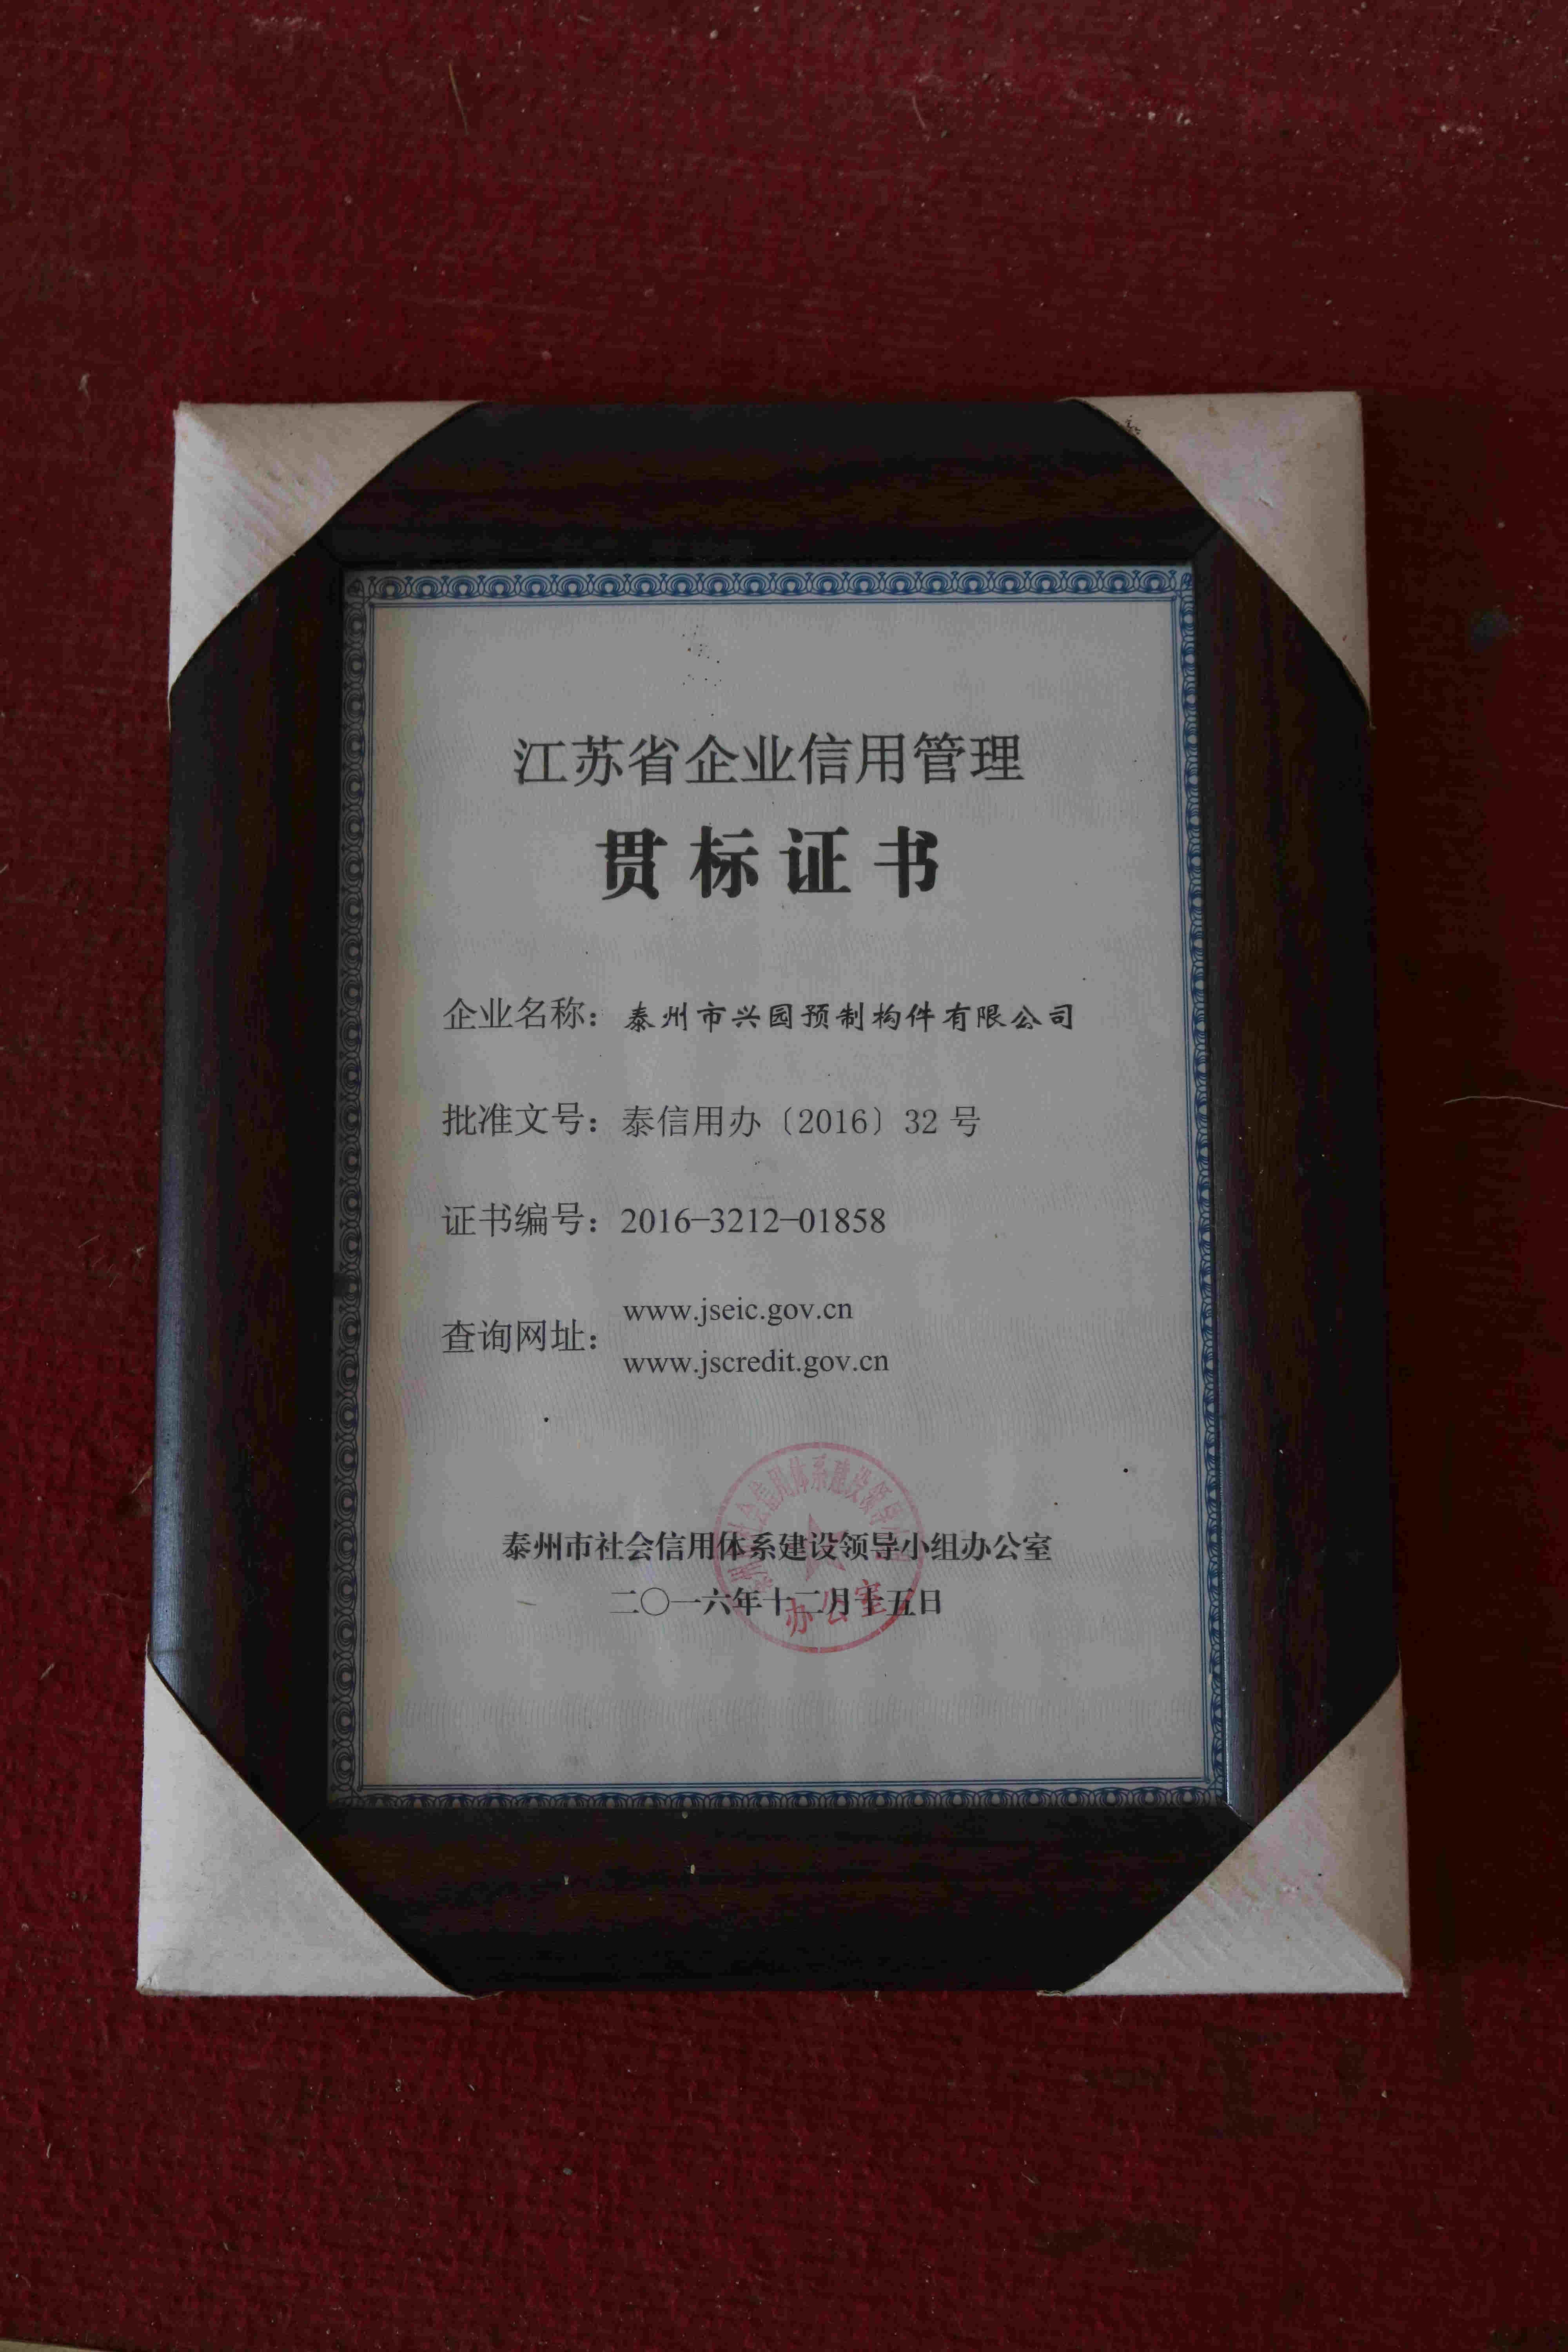 江苏省企业信用管理
贯标证书
企业名称：泰州市兴园预制构件有限公司
批准文号：泰信用办〔2016〕32 号
证书编号：2016-3212-01858
查询网址：www.jseic.gov.cn
www.jscredit.gov.cn
泰州市社会信用体系建设领导小组办公室
二〇一六年十二月十五日
办公室